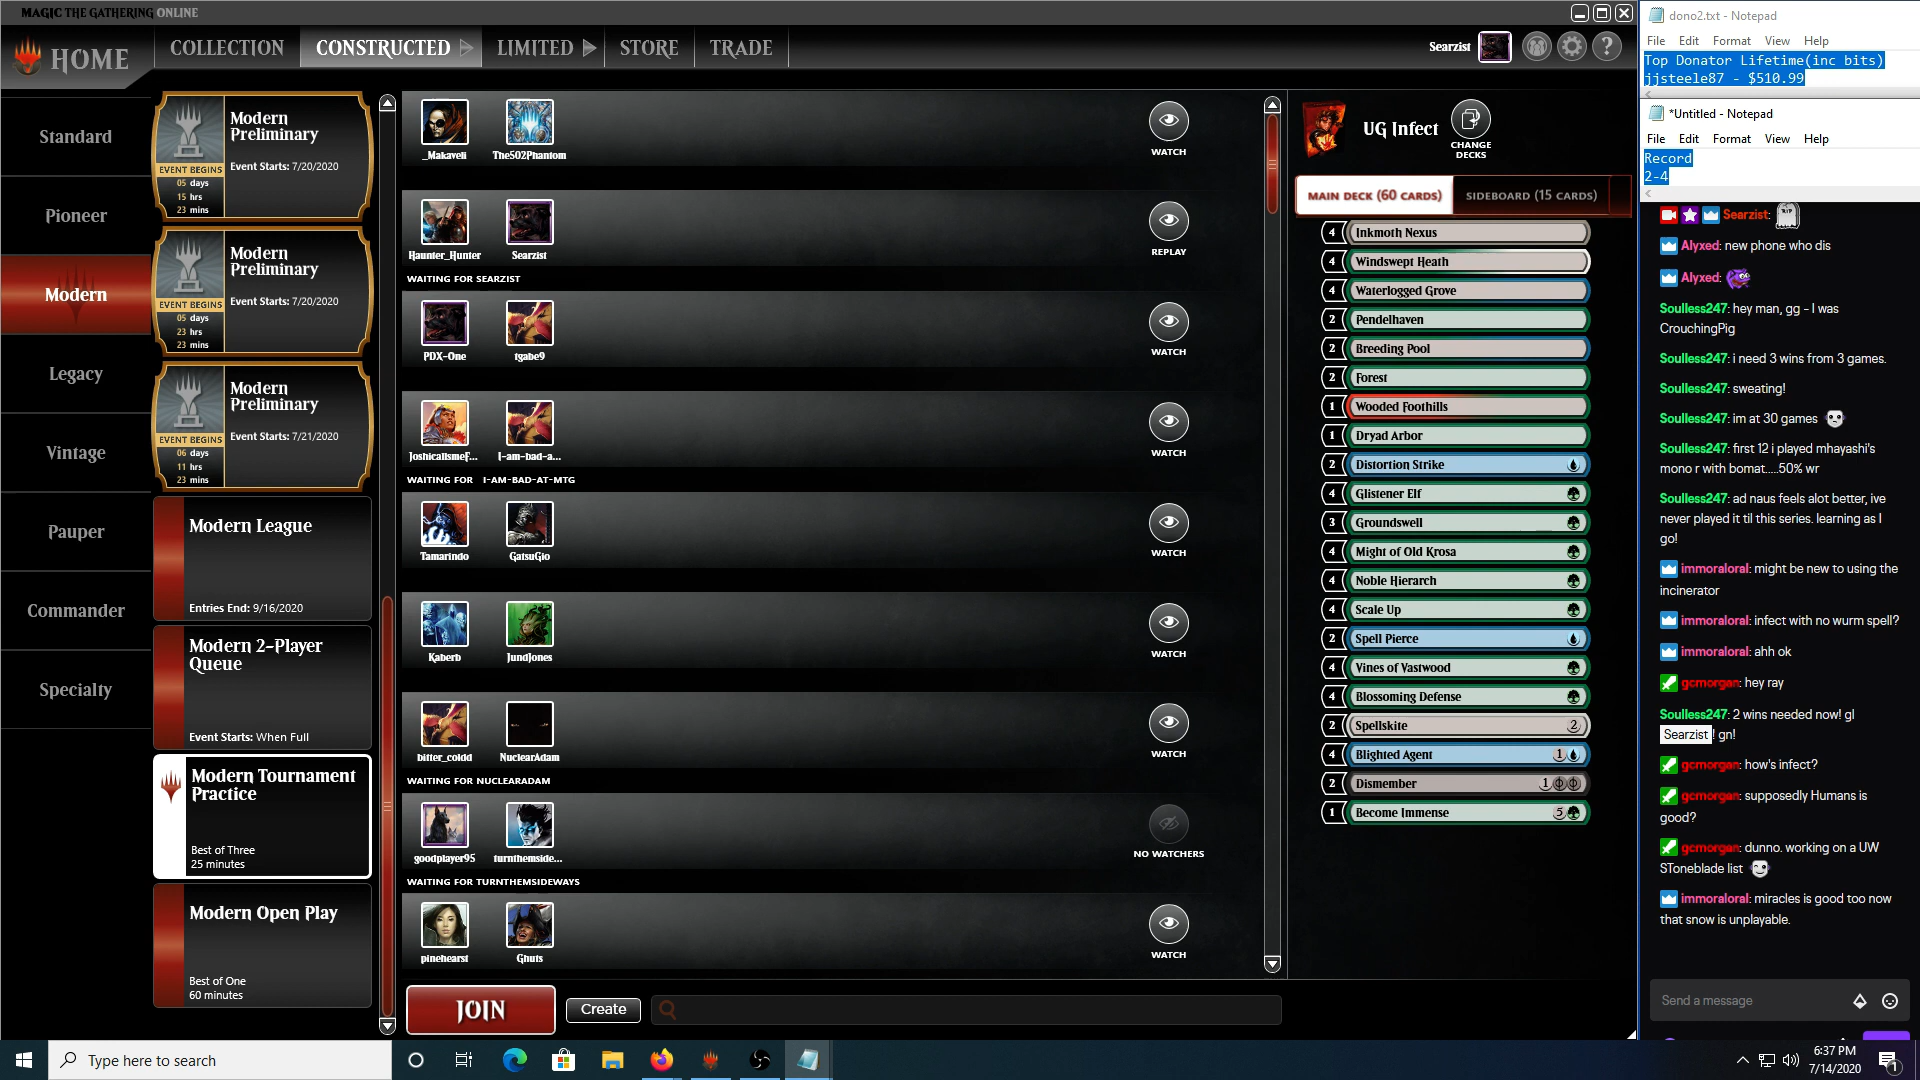 MAGIC THE GATHERING ONLINE
HOME
COLLECTION
CONSTRUCTED
LIMITED
STORE
TRADE
Searzist
?
Standard
Pioneer
Modern
Legacy
Vintage
Pauper
Commander
Specialty
Modern
Preliminary
Event Starts: 7/20/2020
EVENT BEGINS
05 days
15 hrs
23 mins
Modern
Preliminary
Event Starts: 7/20/2020
EVENT BEGINS
05 days
23 hrs
23 mins
Modern
Preliminary
Event Starts: 7/21/2020
EVENT BEGINS
06 days
11 hrs
23 mins
Modern League
Entries End: 9/16/2020
Modern 2-Player
Queue
Event Starts: When Full
Modern Tournament
Practice
Best of Three
25 minutes
Modern Open Play
Best of One
60 minutes
_Makaveli
The502Phantom
WATCH
Haunter_Hunter
Searzist
REPLAY
WAITING FOR SEARZIST
PDX-One
tgabe9
WATCH
Joshicalismef...
I-am-bad-a...
WATCH
WAITING FOR I-AM-BAD-AT-MTG
Tamarindo
GatsuGio
WATCH
Kaberb
JundJones
WATCH
bitter_coldd
NuclearAdam
WATCH
WAITING FOR NUCLEARADAM
goodplayer95
turnthemside...
NO WATCHERS
WAITING FOR TURNTHEMSIDEWAYS
pinehearst
Ghuts
WATCH
JOIN
Create
UG Infect
CHANGE
DECKS
MAIN DECK (60 CARDS)
SIDEBOARD (15 CARDS)
4 Inkmoth Nexus
4 Windswept Heath
4 Waterlogged Grove
2 Pendelhaven
2 Breeding Pool
2 Forest
1 Wooded Foothills
1 Dryad Arbor
2 Distortion Strike
4 Glistener Elf
3 Groundswell
4 Might of Old Krosa
4 Noble Hierarch
4 Scale Up
2 Spell Pierce
4 Vines of Vastwood
4 Blossoming Defense
2 Spellskite 2
4 Blighted Agent 1
2 Dismember 1
1 Become Immense 5
dono2.txt - Notepad
File Edit Format View Help
Top Donator Lifetime(inc bits)
jjsteele87 - $510.99
*Untitled - Notepad
File Edit Format View Help
Record
2-4
Searzist:
Alyxed: new phone who dis
Alyxed:
Soulless247: hey man, gg - I was
CrouchingPig
Soulless247: i need 3 wins from 3 games.
Soulless247: sweating!
Soulless247: im at 30 games
Soulless247: first 12 i played mhayashi's
mono r with bomat.....50% wr
Soulless247: ad naus feels alot better, ive
never played it til this series. learning as I
go!
immoraloral: might be new to using the
incinerator
immoraloral: infect with no wurm spell?
immoraloral: ahh ok
gcmorgan: hey ray
Soulless247: 2 wins needed now! gl
Searzist ! gn!
gcmorgan: how's infect?
gcmorgan: supposedly Humans is
good?
gcmorgan: dunno. working on a UW
SToneblade list
immoraloral: miracles is good too now
that snow is unplayable.
Send a message
Type here to search
6:37 PM
7/14/2020
1